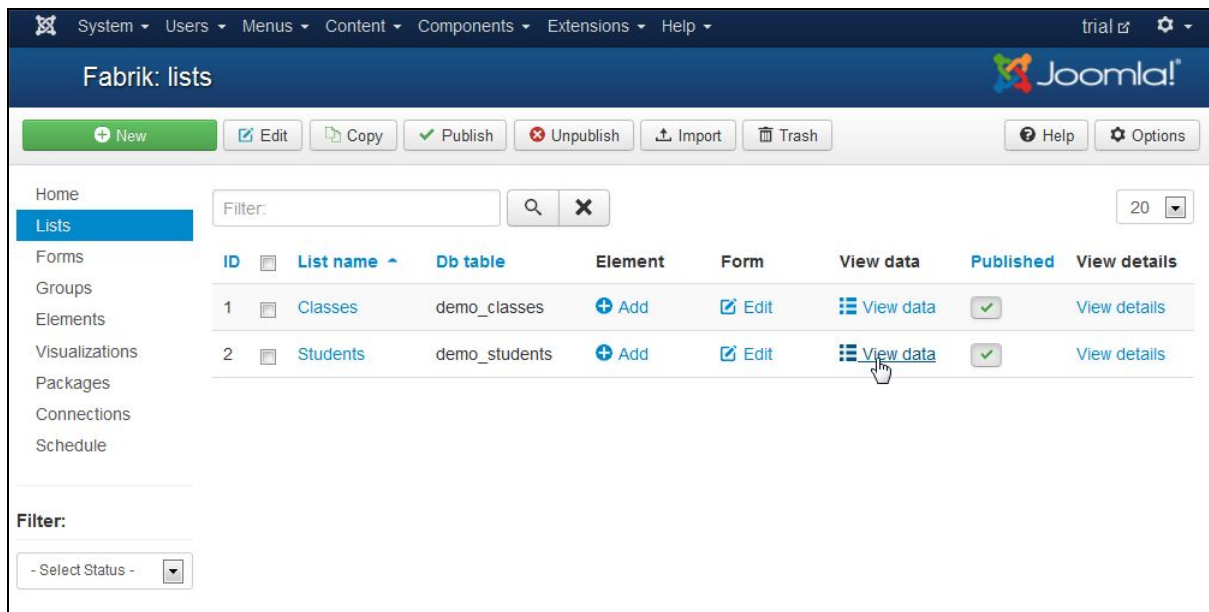 System Users Menus Content Components Extensions Help trial
Fabrik: lists Joomla!®
New Edit Copy Publish Unpublish Import Trash Help Options
Home
Lists
Forms
Groups
Elements
Visualizations
Packages
Connections
Schedule
Filter: 20
ID List name Db table Element Form View data Published View details
1 Classes demo_classes Add Edit View data View details
2 Students demo_students Add Edit View data View details
Filter:
- Select Status -